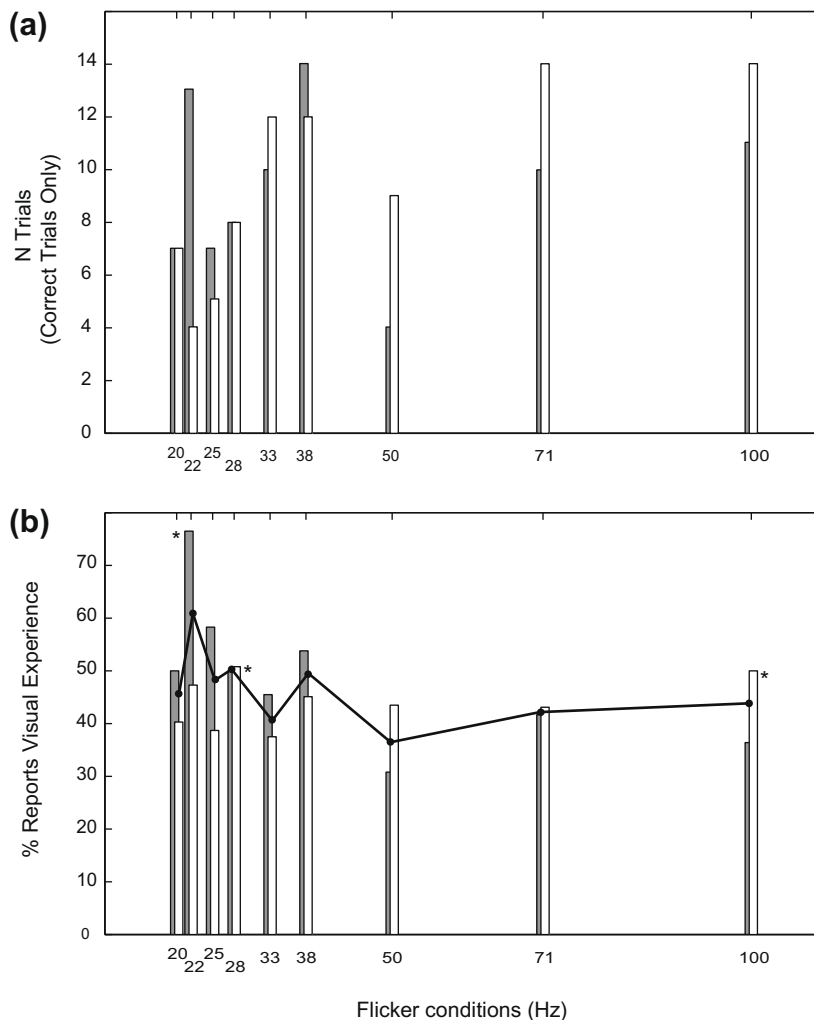 (a)
14
12
10
8
6
4
2
0
N Trials
(Correct Trials Only)
20 22 25 28 33 38 50 71 100
(b)
70
60
50
40
30
20
10
0
% Reports Visual Experience
*
*
*
20 22 25 28 33 38 50 71 100
Flicker conditions (Hz)